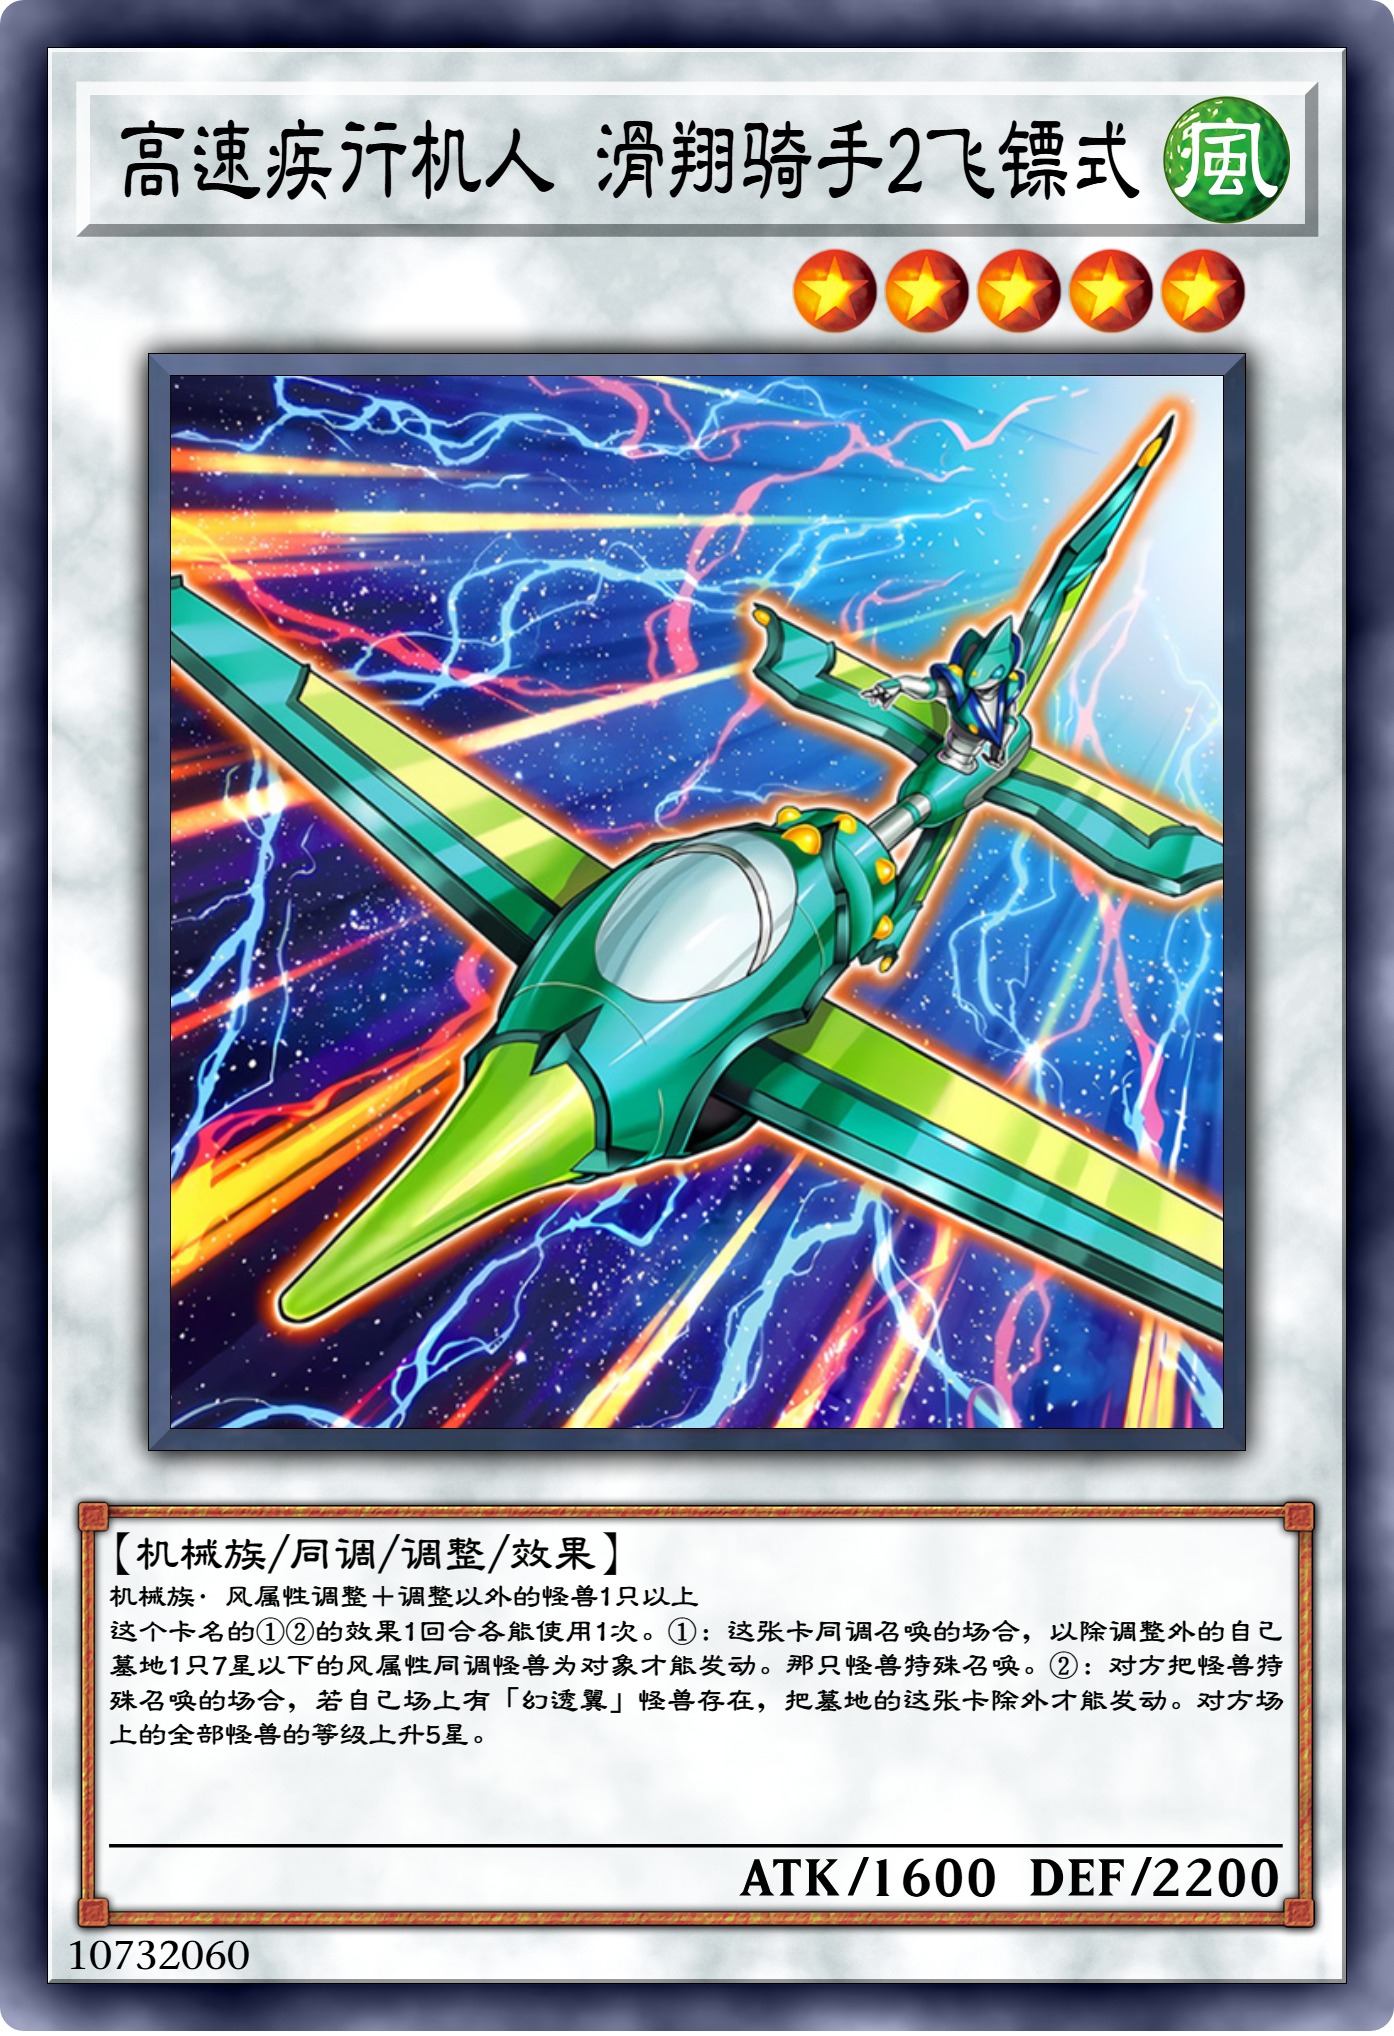 高速疾行机人 滑翔骑手2飞镖式
風
【机械族/同调/调整/效果】
机械族·风属性调整＋调整以外的怪兽1只以上
这个卡名的①②的效果1回合各能使用1次。①：这张卡同调召唤的场合，以除调整外的自己
墓地1只7星以下的风属性同调怪兽为对象才能发动。那只怪兽特殊召唤。②：对方把怪兽特
殊召唤的场合，若自己场上有「幻透翼」怪兽存在，把墓地的这张卡除外才能发动。对方场
上的全部怪兽的等级上升5星。
ATK/1600 DEF/2200
10732060